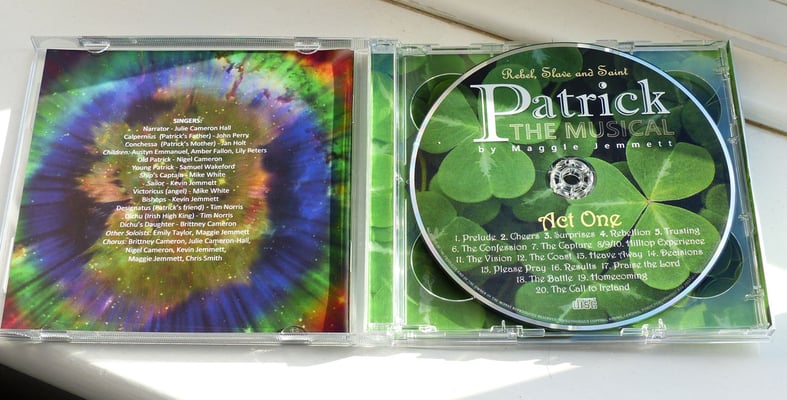 SINGERS:
Narrator - Julie Cameron Hall
Calpernius (Patrick's Father) - John Perry
Conchessa (Patrick's Mother) - Jan Holt
Children: Austyn Emmanuel, Amber Fallon, Lily Peters
Old Patrick - Nigel Cameron
Young Patrick - Samuel Wakeford
Ship's Captain - Mike White
Sailor - Kevin Jemmett
Victoricus (angel) - Mike White
Bishops - Kevin Jemmett
Designatus (Patrick's friend) - Tim Norris
Dichu (Irish High King) - Tim Norris
Dichu's Daughter - Brittney Cameron
Other Soloists: Emily Taylor, Maggie Jemmett
Chorus: Brittney Cameron, Julie Cameron-Hall,
Nigel Cameron, Kevin Jemmett,
Maggie Jemmett, Chris Smith
Rebel, Slave and Saint
Patrick
THE MUSICAL
by Maggie Jemmett
Act One
1. Prelude 2. Cheers 3. Surprises 4. Rebellion 5. Trusting
6. The Confession 7. The Capture 8/9/10. Hilltop Experience
11. The Vision 12. The Coast 13. Heave Away 14. Decisions
15. Please Pray 16. Results 17. Praise the Lord
18. The Battle 19. Homecoming
20. The Call to Ireland